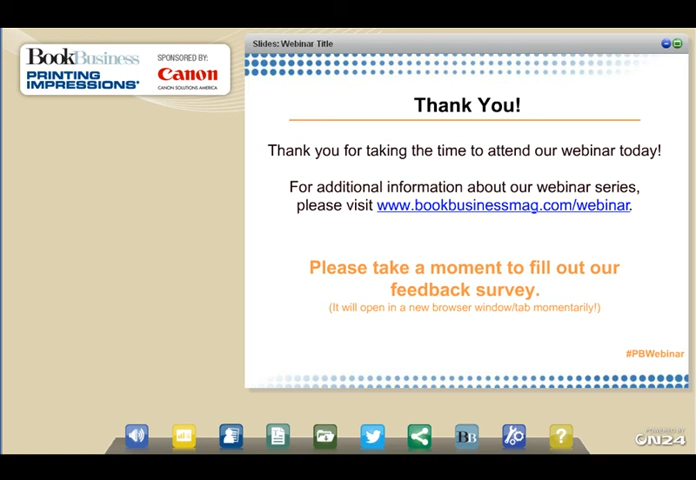 BookBusiness
PRINTING
IMPRESSIONS
SPONSORED BY:
Canon
CANON SOLUTIONS AMERICA
Slides: Webinar Title
Thank You!
Thank you for taking the time to attend our webinar today!
For additional information about our webinar series,
please visit www.bookbusinessmag.com/webinar.
Please take a moment to fill out our
feedback survey.
(It will open in a new browser window/tab momentarily!)
#PBWebinar
BB
?
POWERED BY
ON24